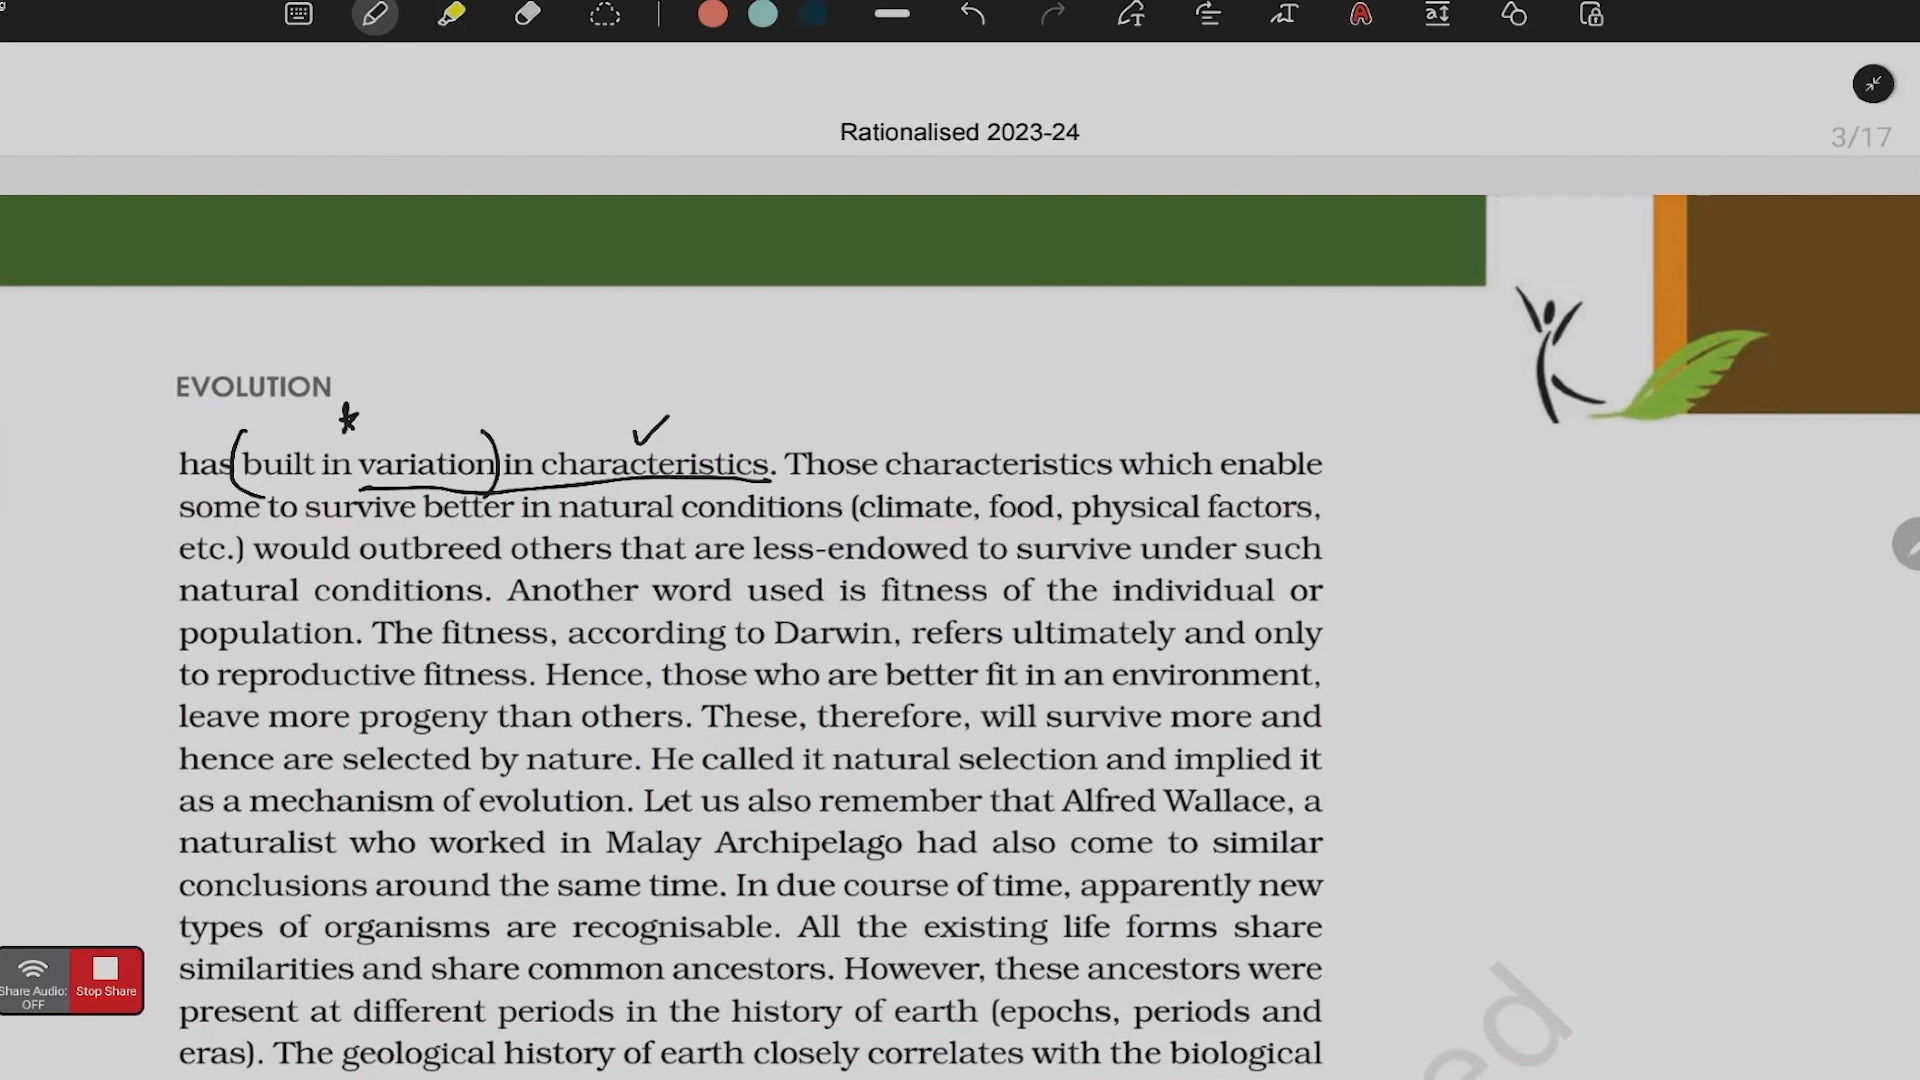 Rationalised 2023-24
3/17
EVOLUTION
has built in variation in characteristics. Those characteristics which enable
some to survive better in natural conditions (climate, food, physical factors,
etc.) would outbreed others that are less-endowed to survive under such
natural conditions. Another word used is fitness of the individual or
population. The fitness, according to Darwin, refers ultimately and only
to reproductive fitness. Hence, those who are better fit in an environment,
leave more progeny than others. These, therefore, will survive more and
hence are selected by nature. He called it natural selection and implied it
as a mechanism of evolution. Let us also remember that Alfred Wallace, a
naturalist who worked in Malay Archipelago had also come to similar
conclusions around the same time. In due course of time, apparently new
types of organisms are recognisable. All the existing life forms share
similarities and share common ancestors. However, these ancestors were
present at different periods in the history of earth (epochs, periods and
eras). The geological history of earth closely correlates with the biological
Share Audio:
OFF
Stop Share
ed